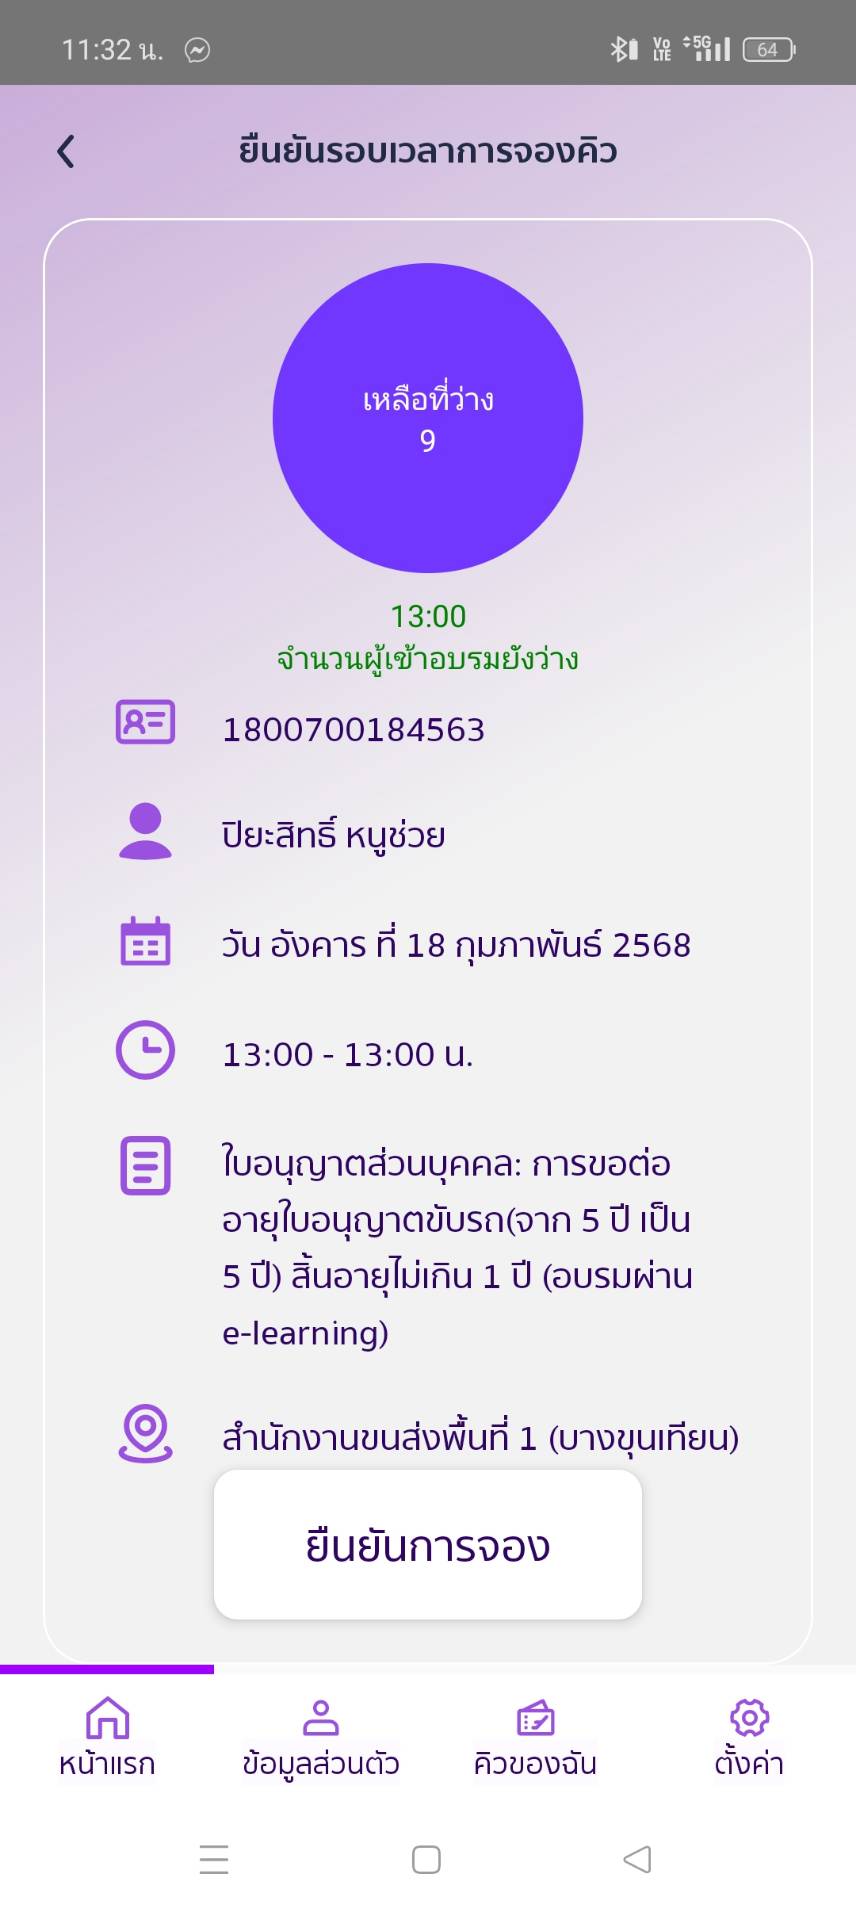 11:32 น.
Vo LTE 5G 64
ยืนยันรอบเวลาการจองคิว
เหลือที่ว่าง
9
13:00
จำนวนผู้เข้าอบรมยังว่าง
1800700184563
ปิยะสิทธิ์ หนูช่วย
วัน อังคาร ที่ 18 กุมภาพันธ์ 2568
13:00 - 13:00 น.
ใบอนุญาตส่วนบุคคล: การขอต่อ
อายุใบอนุญาตขับรถ(จาก 5 ปี เป็น
5 ปี) สิ้นอายุไม่เกิน 1 ปี (อบรมผ่าน
e-learning)
สำนักงานขนส่งพื้นที่ 1 (บางขุนเทียน)
ยืนยันการจอง
หน้าแรก ข้อมูลส่วนตัว คิวของฉัน ตั้งค่า